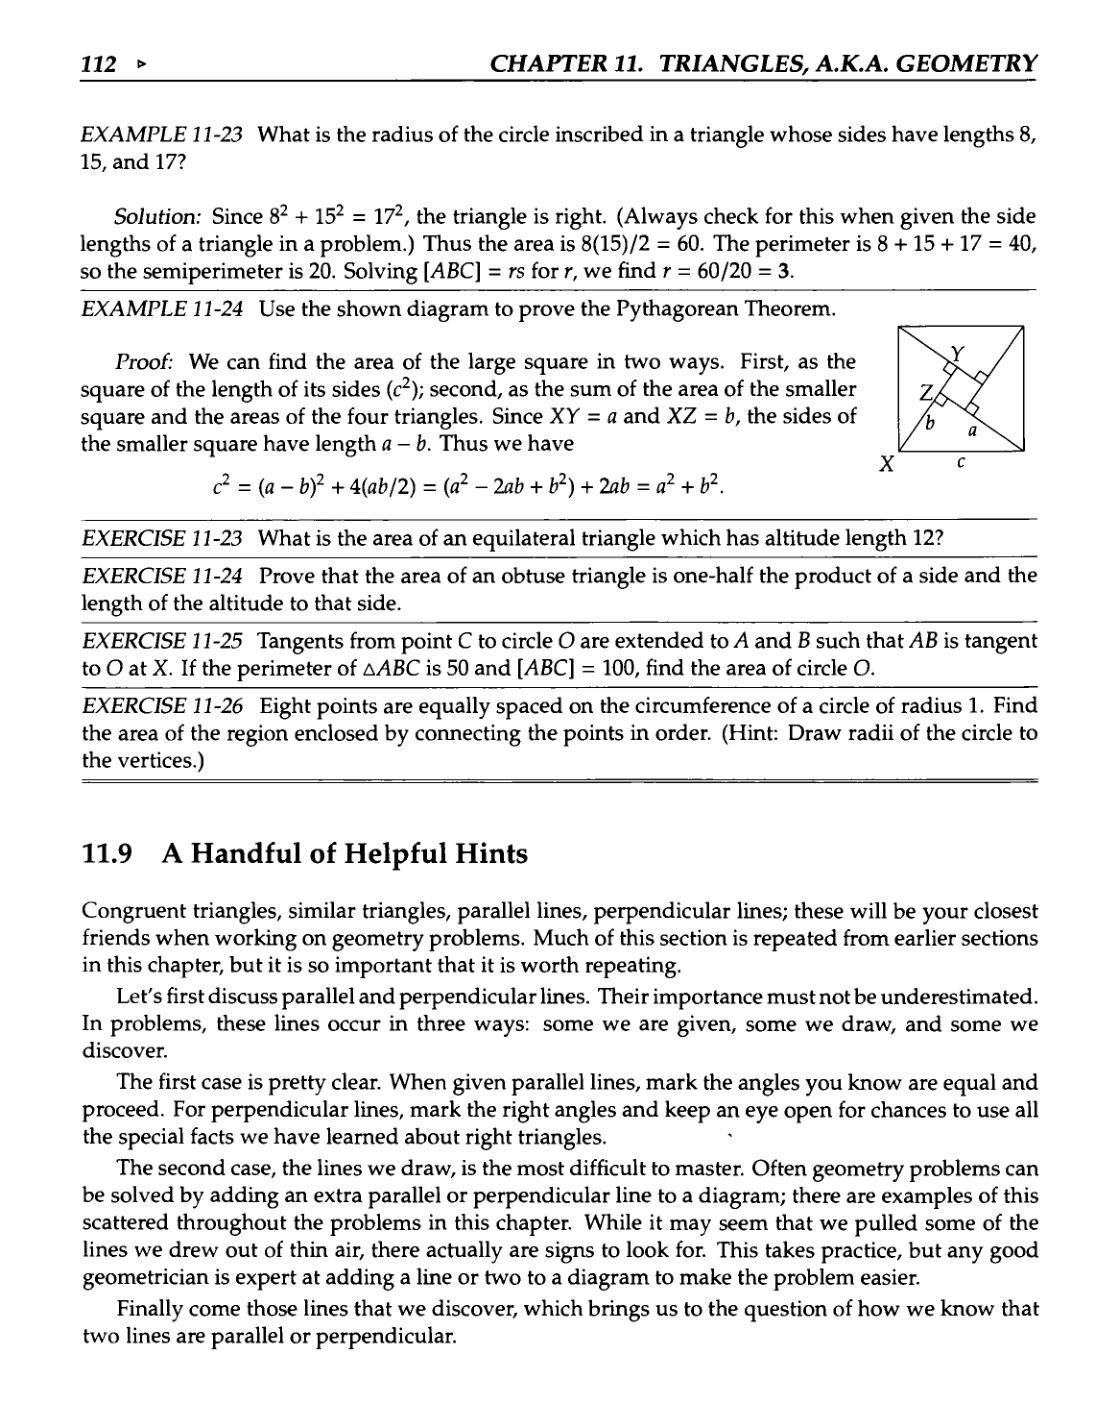 112 ▹ CHAPTER 11. TRIANGLES, A.K.A. GEOMETRY
EXAMPLE 11-23 What is the radius of the circle inscribed in a triangle whose sides have lengths 8,
15, and 17?
Solution: Since 8² + 15² = 17², the triangle is right. (Always check for this when given the side
lengths of a triangle in a problem.) Thus the area is 8(15)/2 = 60. The perimeter is 8 + 15 + 17 = 40,
so the semiperimeter is 20. Solving [ABC] = rs for r, we find r = 60/20 = 3.
EXAMPLE 11-24 Use the shown diagram to prove the Pythagorean Theorem.
Proof: We can find the area of the large square in two ways. First, as the
square of the length of its sides (c²); second, as the sum of the area of the smaller
square and the areas of the four triangles. Since XY = a and XZ = b, the sides of
the smaller square have length a − b. Thus we have
c² = (a − b)² + 4(ab/2) = (a² − 2ab + b²) + 2ab = a² + b².
Y
Z
b
a
X
c
EXERCISE 11-23 What is the area of an equilateral triangle which has altitude length 12?
EXERCISE 11-24 Prove that the area of an obtuse triangle is one-half the product of a side and the
length of the altitude to that side.
EXERCISE 11-25 Tangents from point C to circle O are extended to A and B such that AB is tangent
to O at X. If the perimeter of △ABC is 50 and [ABC] = 100, find the area of circle O.
EXERCISE 11-26 Eight points are equally spaced on the circumference of a circle of radius 1. Find
the area of the region enclosed by connecting the points in order. (Hint: Draw radii of the circle to
the vertices.)
11.9 A Handful of Helpful Hints
Congruent triangles, similar triangles, parallel lines, perpendicular lines; these will be your closest
friends when working on geometry problems. Much of this section is repeated from earlier sections
in this chapter, but it is so important that it is worth repeating.
Let's first discuss parallel and perpendicular lines. Their importance must not be underestimated.
In problems, these lines occur in three ways: some we are given, some we draw, and some we
discover.
The first case is pretty clear. When given parallel lines, mark the angles you know are equal and
proceed. For perpendicular lines, mark the right angles and keep an eye open for chances to use all
the special facts we have learned about right triangles.
The second case, the lines we draw, is the most difficult to master. Often geometry problems can
be solved by adding an extra parallel or perpendicular line to a diagram; there are examples of this
scattered throughout the problems in this chapter. While it may seem that we pulled some of the
lines we drew out of thin air, there actually are signs to look for. This takes practice, but any good
geometrician is expert at adding a line or two to a diagram to make the problem easier.
Finally come those lines that we discover, which brings us to the question of how we know that
two lines are parallel or perpendicular.